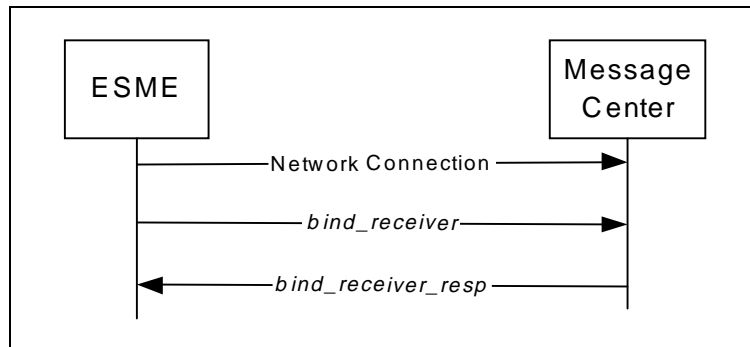 ESME
Message
Center
Network Connection
bind_receiver
bind_receiver_resp